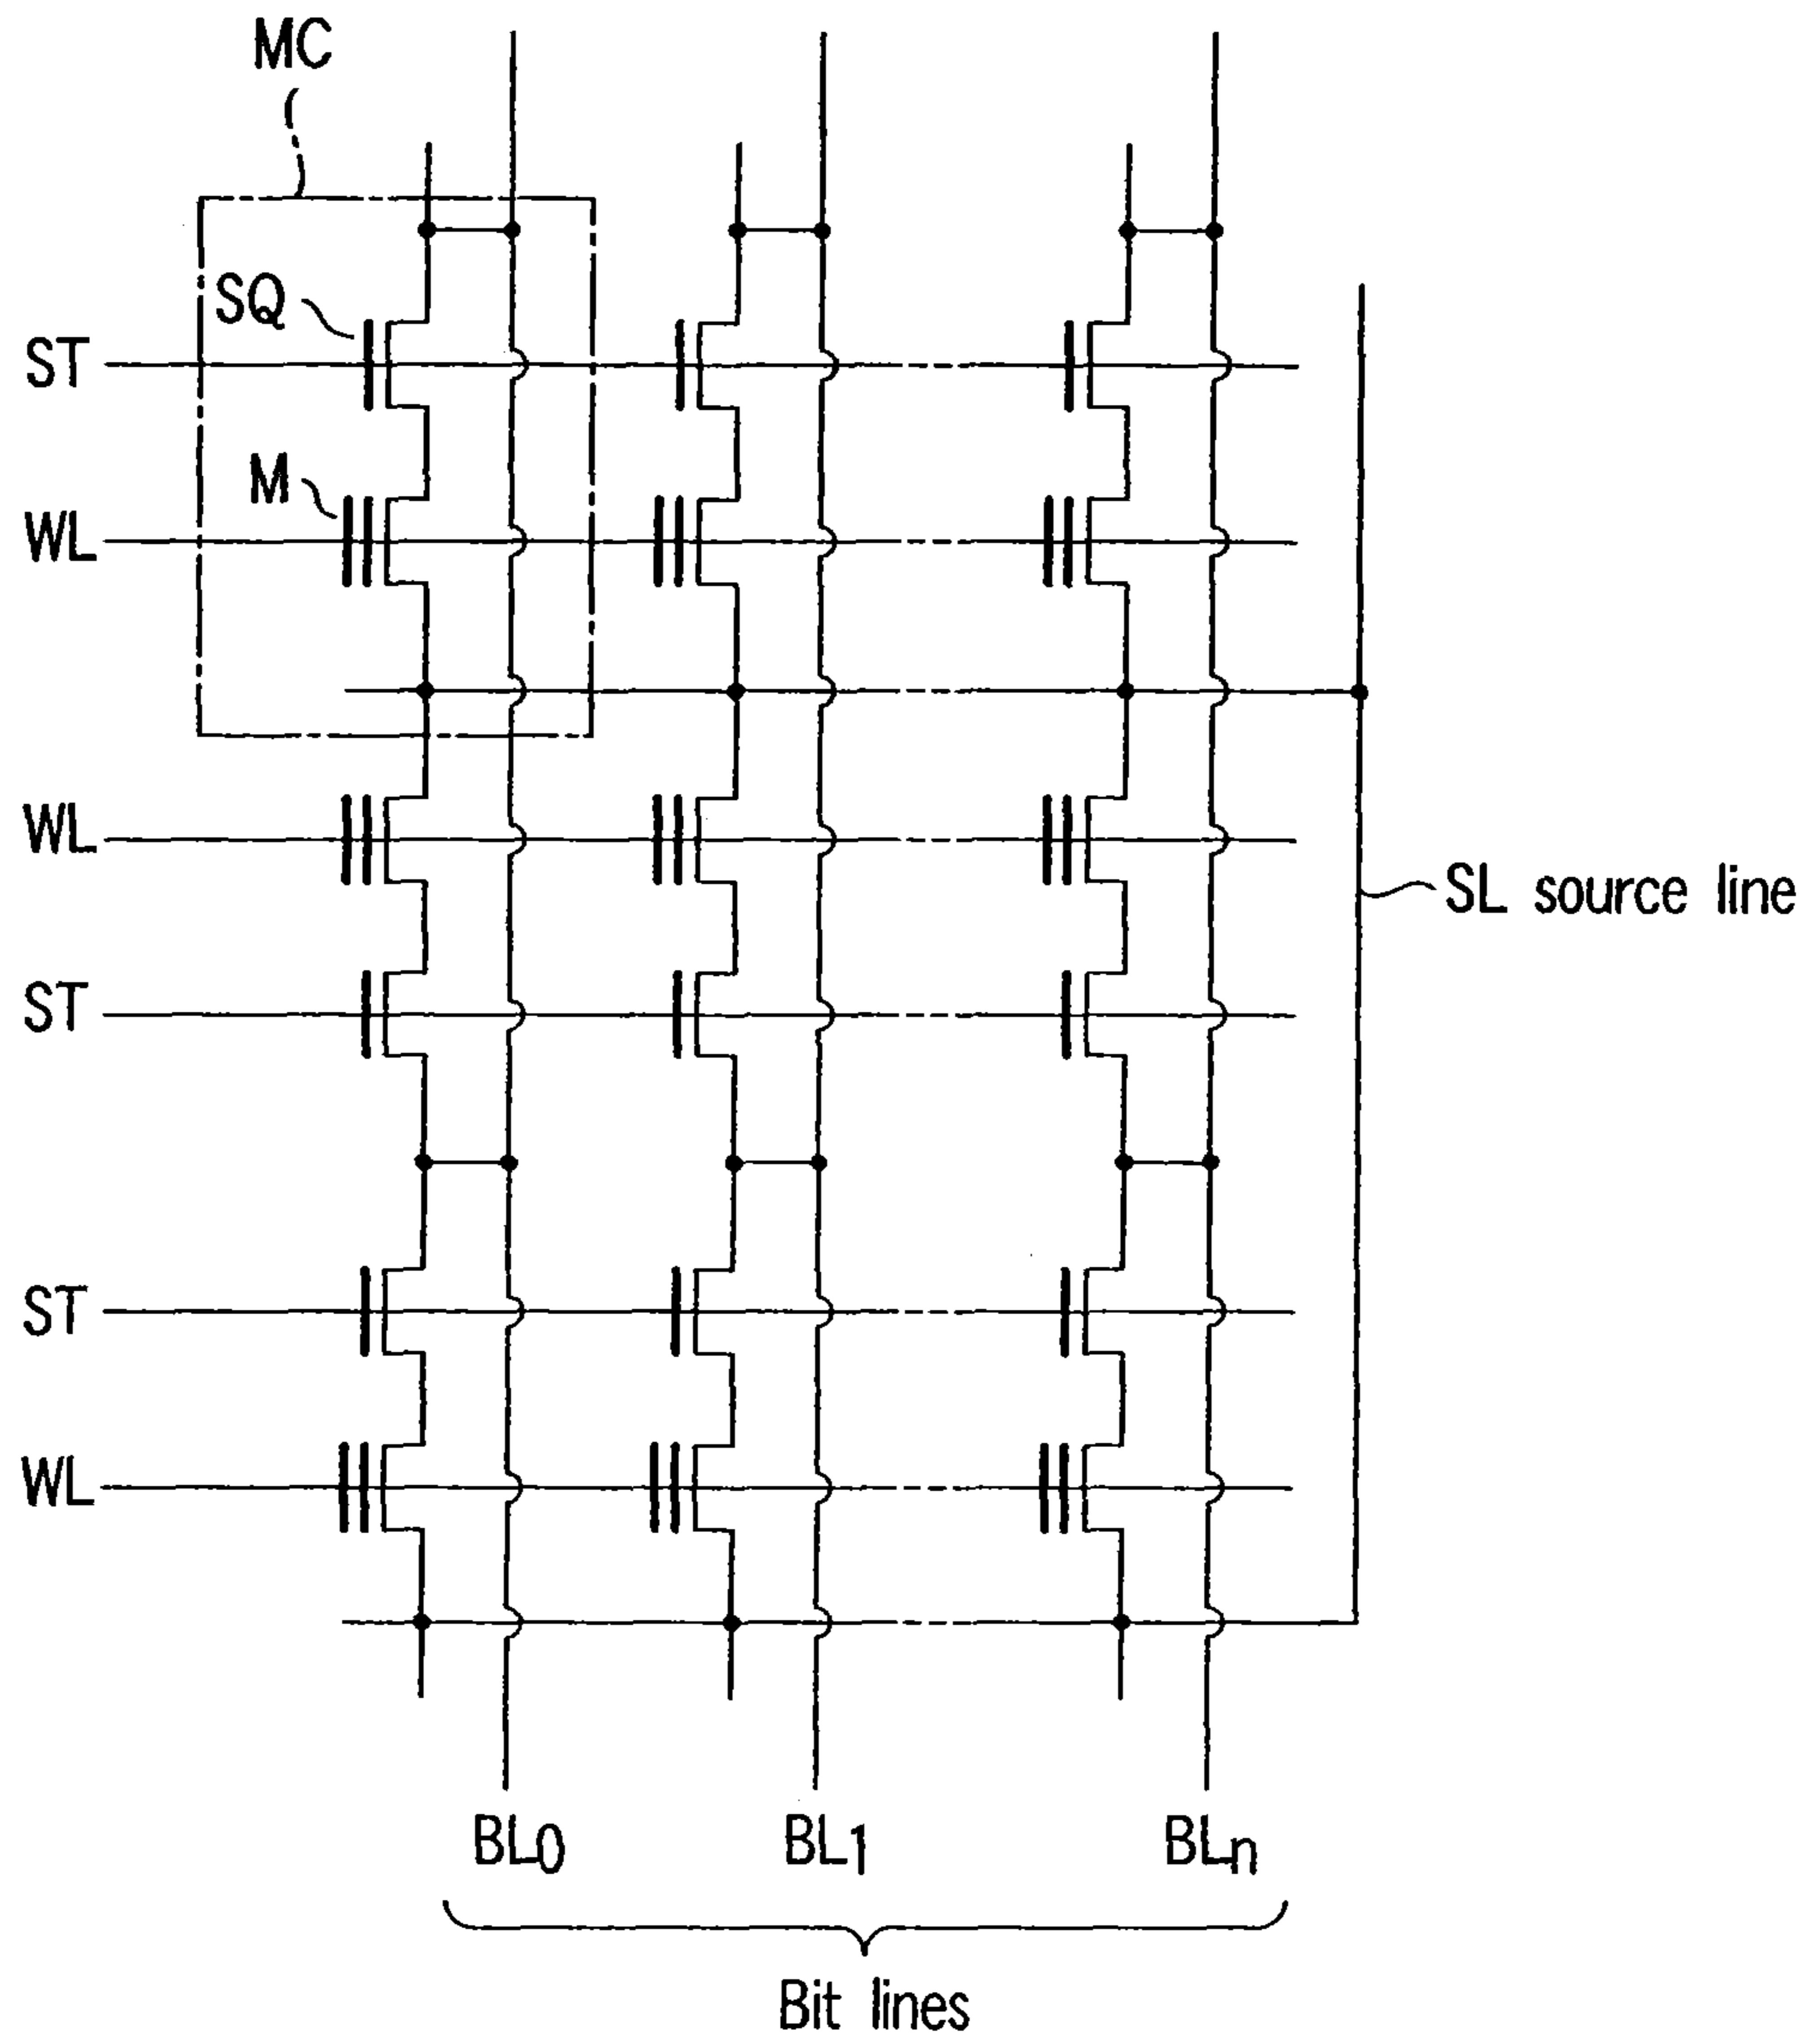 MC
SQ
ST
M
WL
WL
SL source line
ST
ST
WL
BL0 BL1 BLn
Bit lines